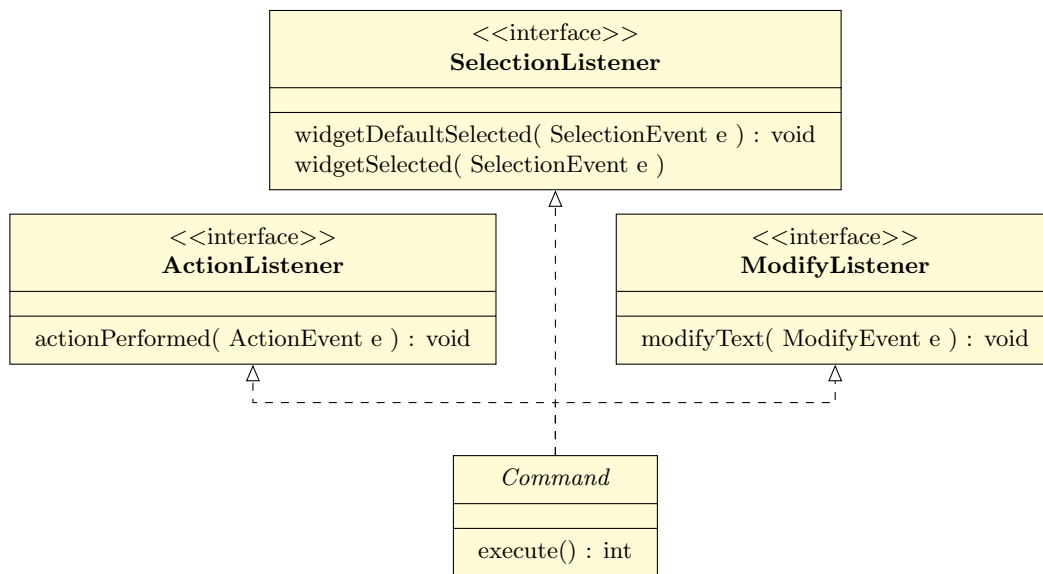 <<interface>>
SelectionListener
widgetDefaultSelected( SelectionEvent e ) : void
widgetSelected( SelectionEvent e )
<<interface>>
ActionListener
actionPerformed( ActionEvent e ) : void
<<interface>>
ModifyListener
modifyText( ModifyEvent e ) : void
Command
execute() : int